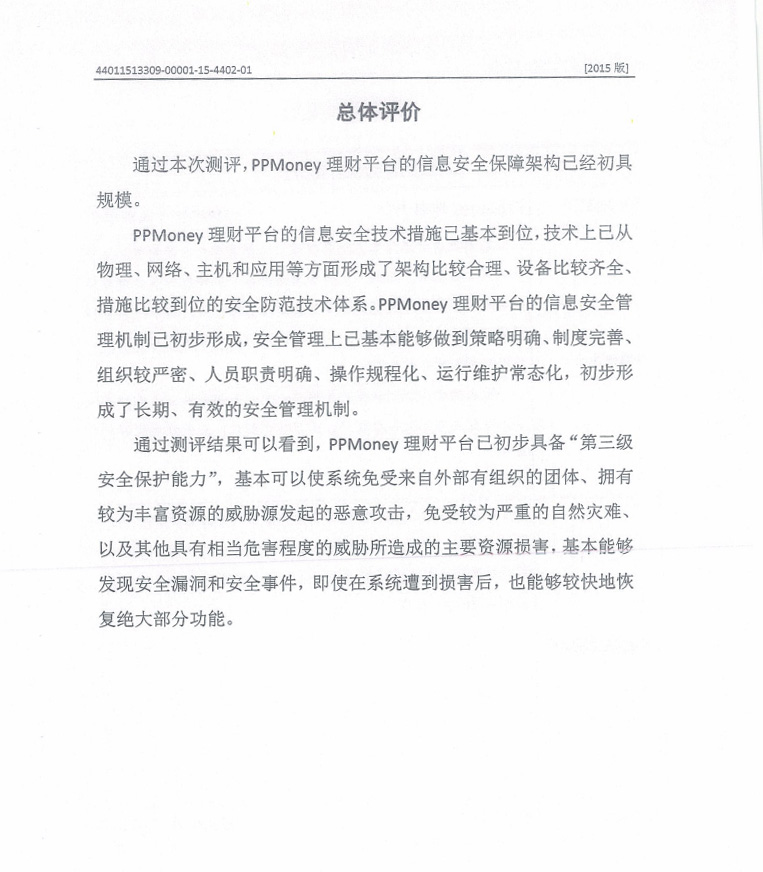 44011513309-00001-15-4402-01 [2015 版]
总体评价
通过本次测评,PPMoney 理财平台的信息安全保障架构已经初具
规模。
PPMoney 理财平台的信息安全技术措施已基本到位,技术上已从
物理、网络、主机和应用等方面形成了架构比较合理、设备比较齐全、
措施比较到位的安全防范技术体系。PPMoney 理财平台的信息安全管
理机制已初步形成,安全管理上已基本能够做到策略明确、制度完善、
组织较严密、人员职责明确、操作规程化、运行维护常态化，初步形
成了长期、有效的安全管理机制。
通过测评结果可以看到，PPMoney 理财平台已初步具备“第三级
安全保护能力”，基本可以使系统免受来自外部有组织的团体、拥有
较为丰富资源的威胁源发起的恶意攻击，免受较为严重的自然灾难、
以及其他具有相当危害程度的威胁所造成的主要资源损害，基本能够
发现安全漏洞和安全事件，即使在系统遭到损害后，也能够较快地恢
复绝大部分功能。